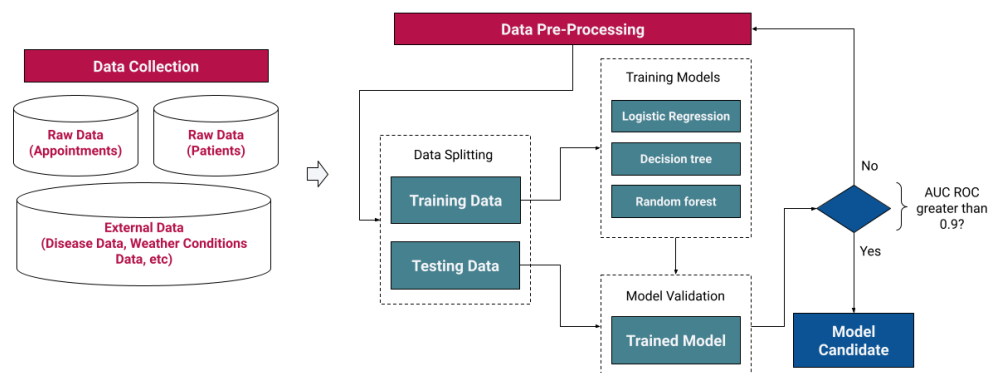 Data Collection
Raw Data
(Appointments)
Raw Data
(Patients)
External Data
(Disease Data, Weather Conditions
Data, etc)
Data Pre-Processing
Data Splitting
Training Data
Testing Data
Training Models
Logistic Regression
Decision tree
Random forest
Model Validation
Trained Model
No
AUC ROC
greater than
0.9?
Yes
Model
Candidate